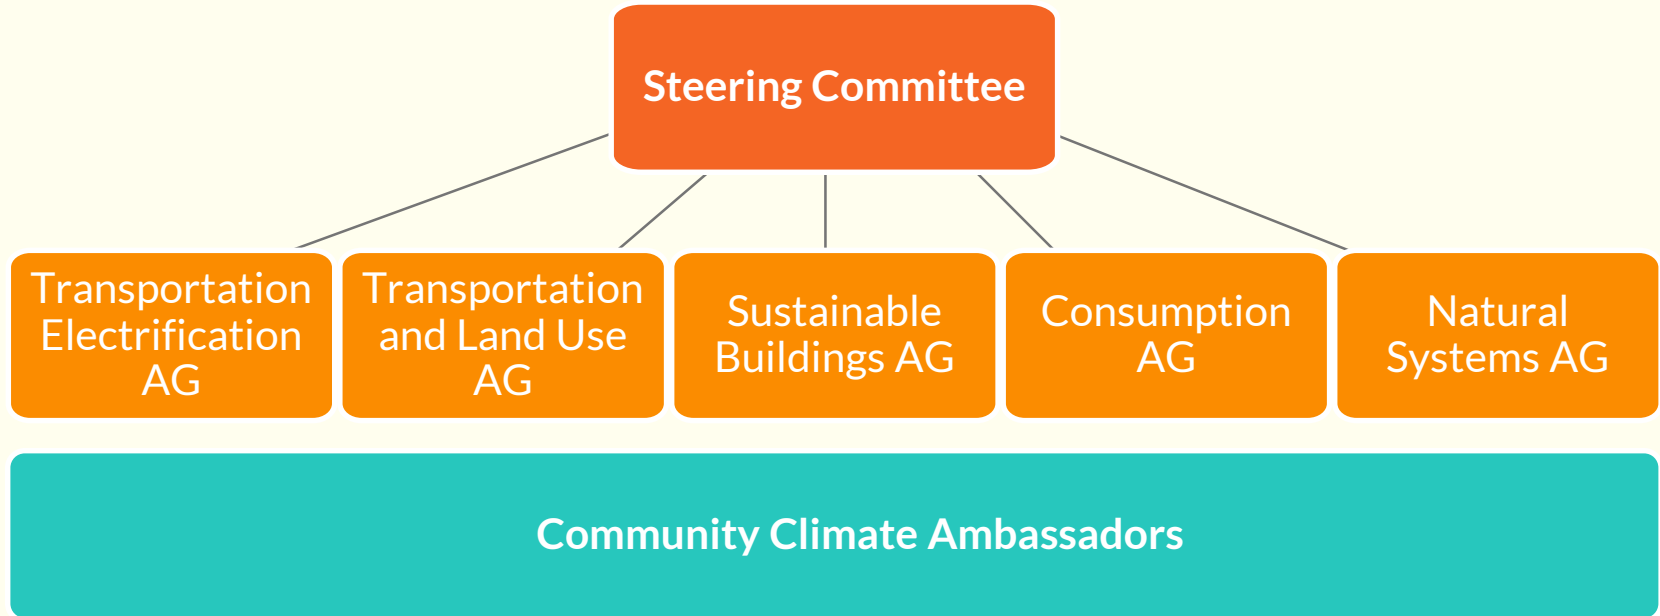 Steering Committee
Transportation
Electrification
AG
Transportation
and Land Use
AG
Sustainable
Buildings AG
Consumption
AG
Natural
Systems AG
Community Climate Ambassadors